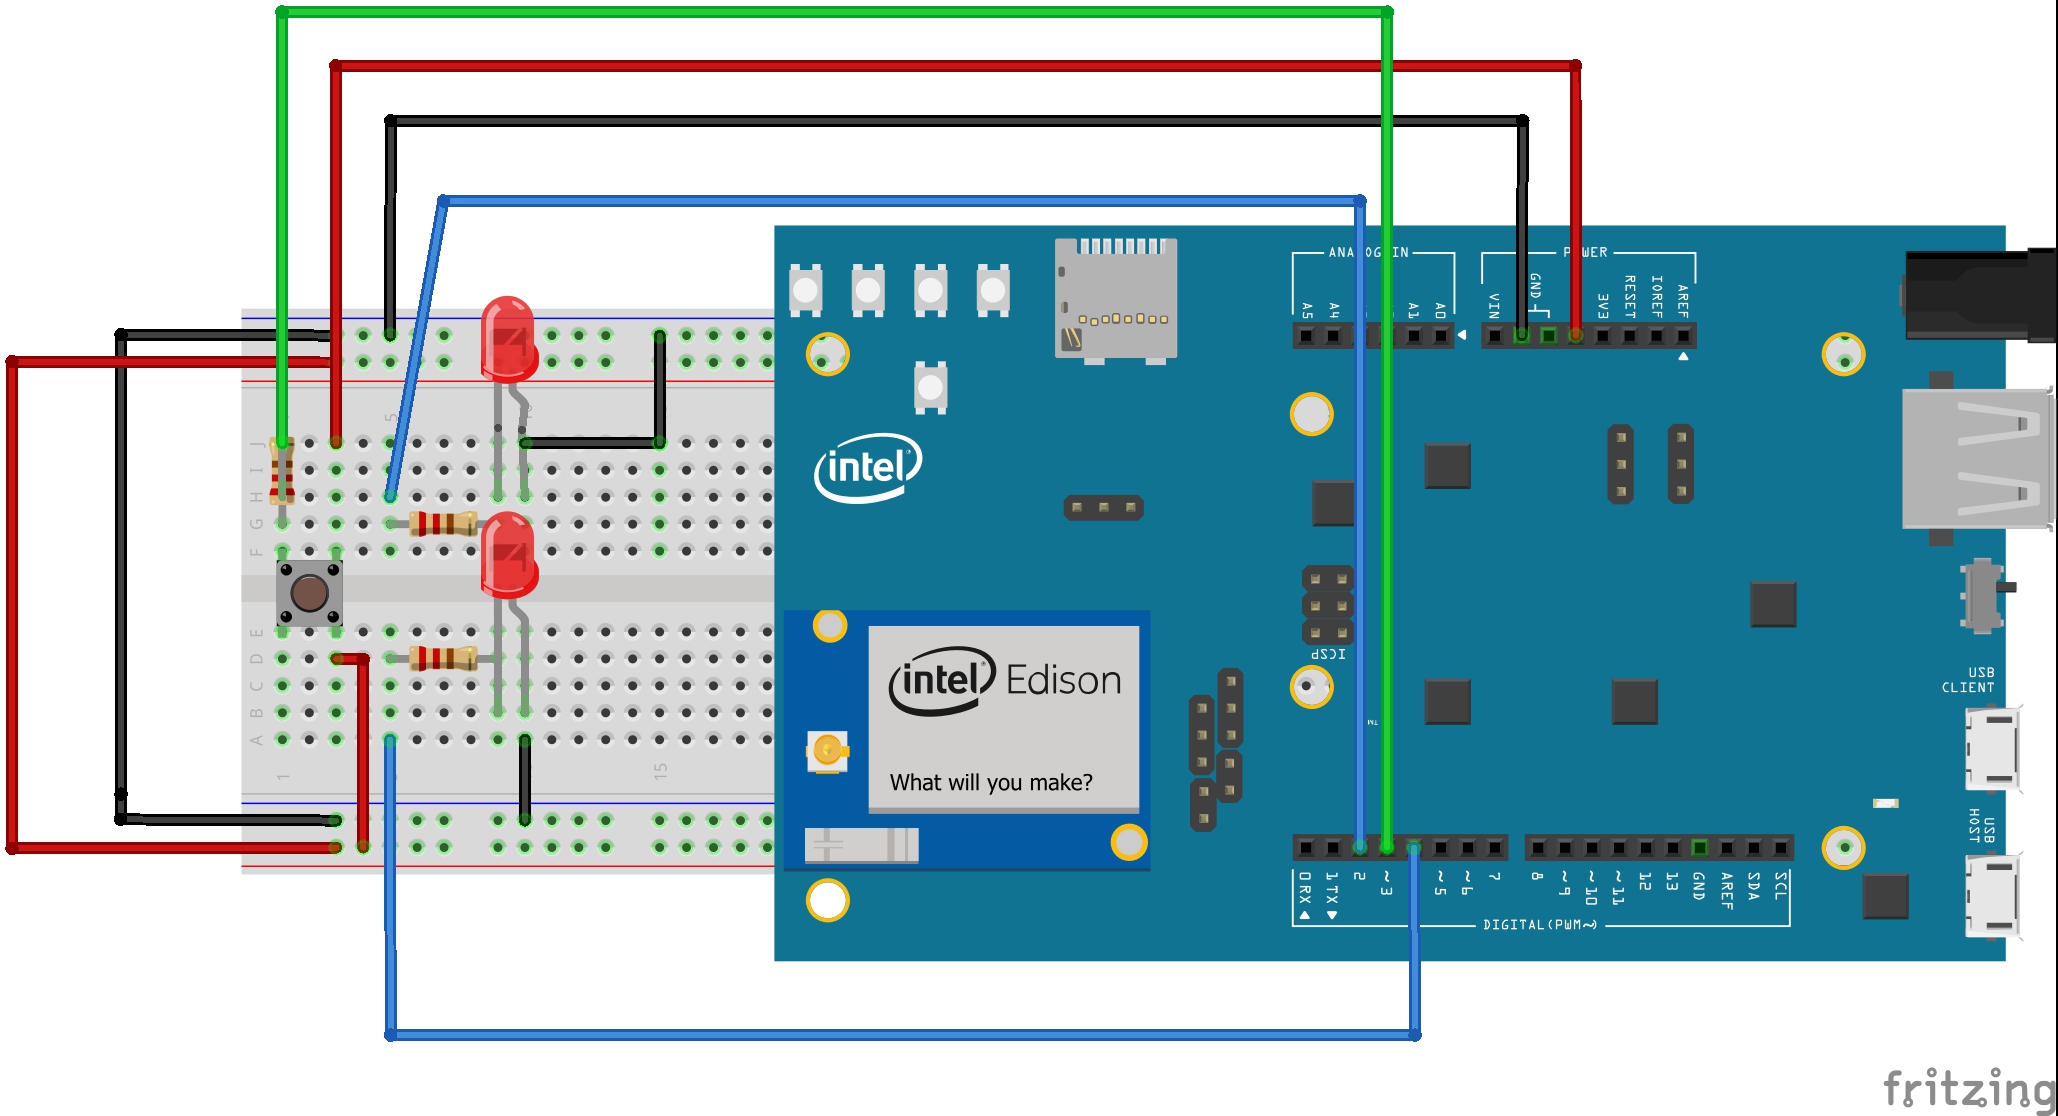 ANALOG IN
POWER
A5
A4
A1
A0
VIN
GND
3V3
RESET
IOREF
AREF
5
J
I
H
G
F
E
D
C
B
A
1
15
intel®
intel® Edison
What will you make?
ICSP
TM
USB
CLIENT
USB
HOST
0 RX
1 TX
2
~3
~5
~6
7
8
~9
~10
~11
12
13
GND
AREF
SDA
SCL
DIGITAL(PWM~)
fritzing